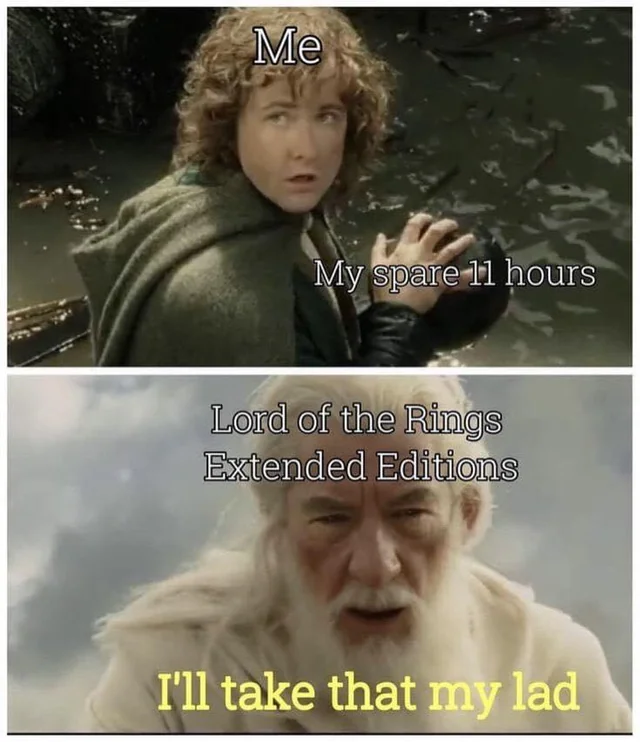 Me
My spare 11 hours
Lord of the Rings
Extended Editions
I'll take that my lad